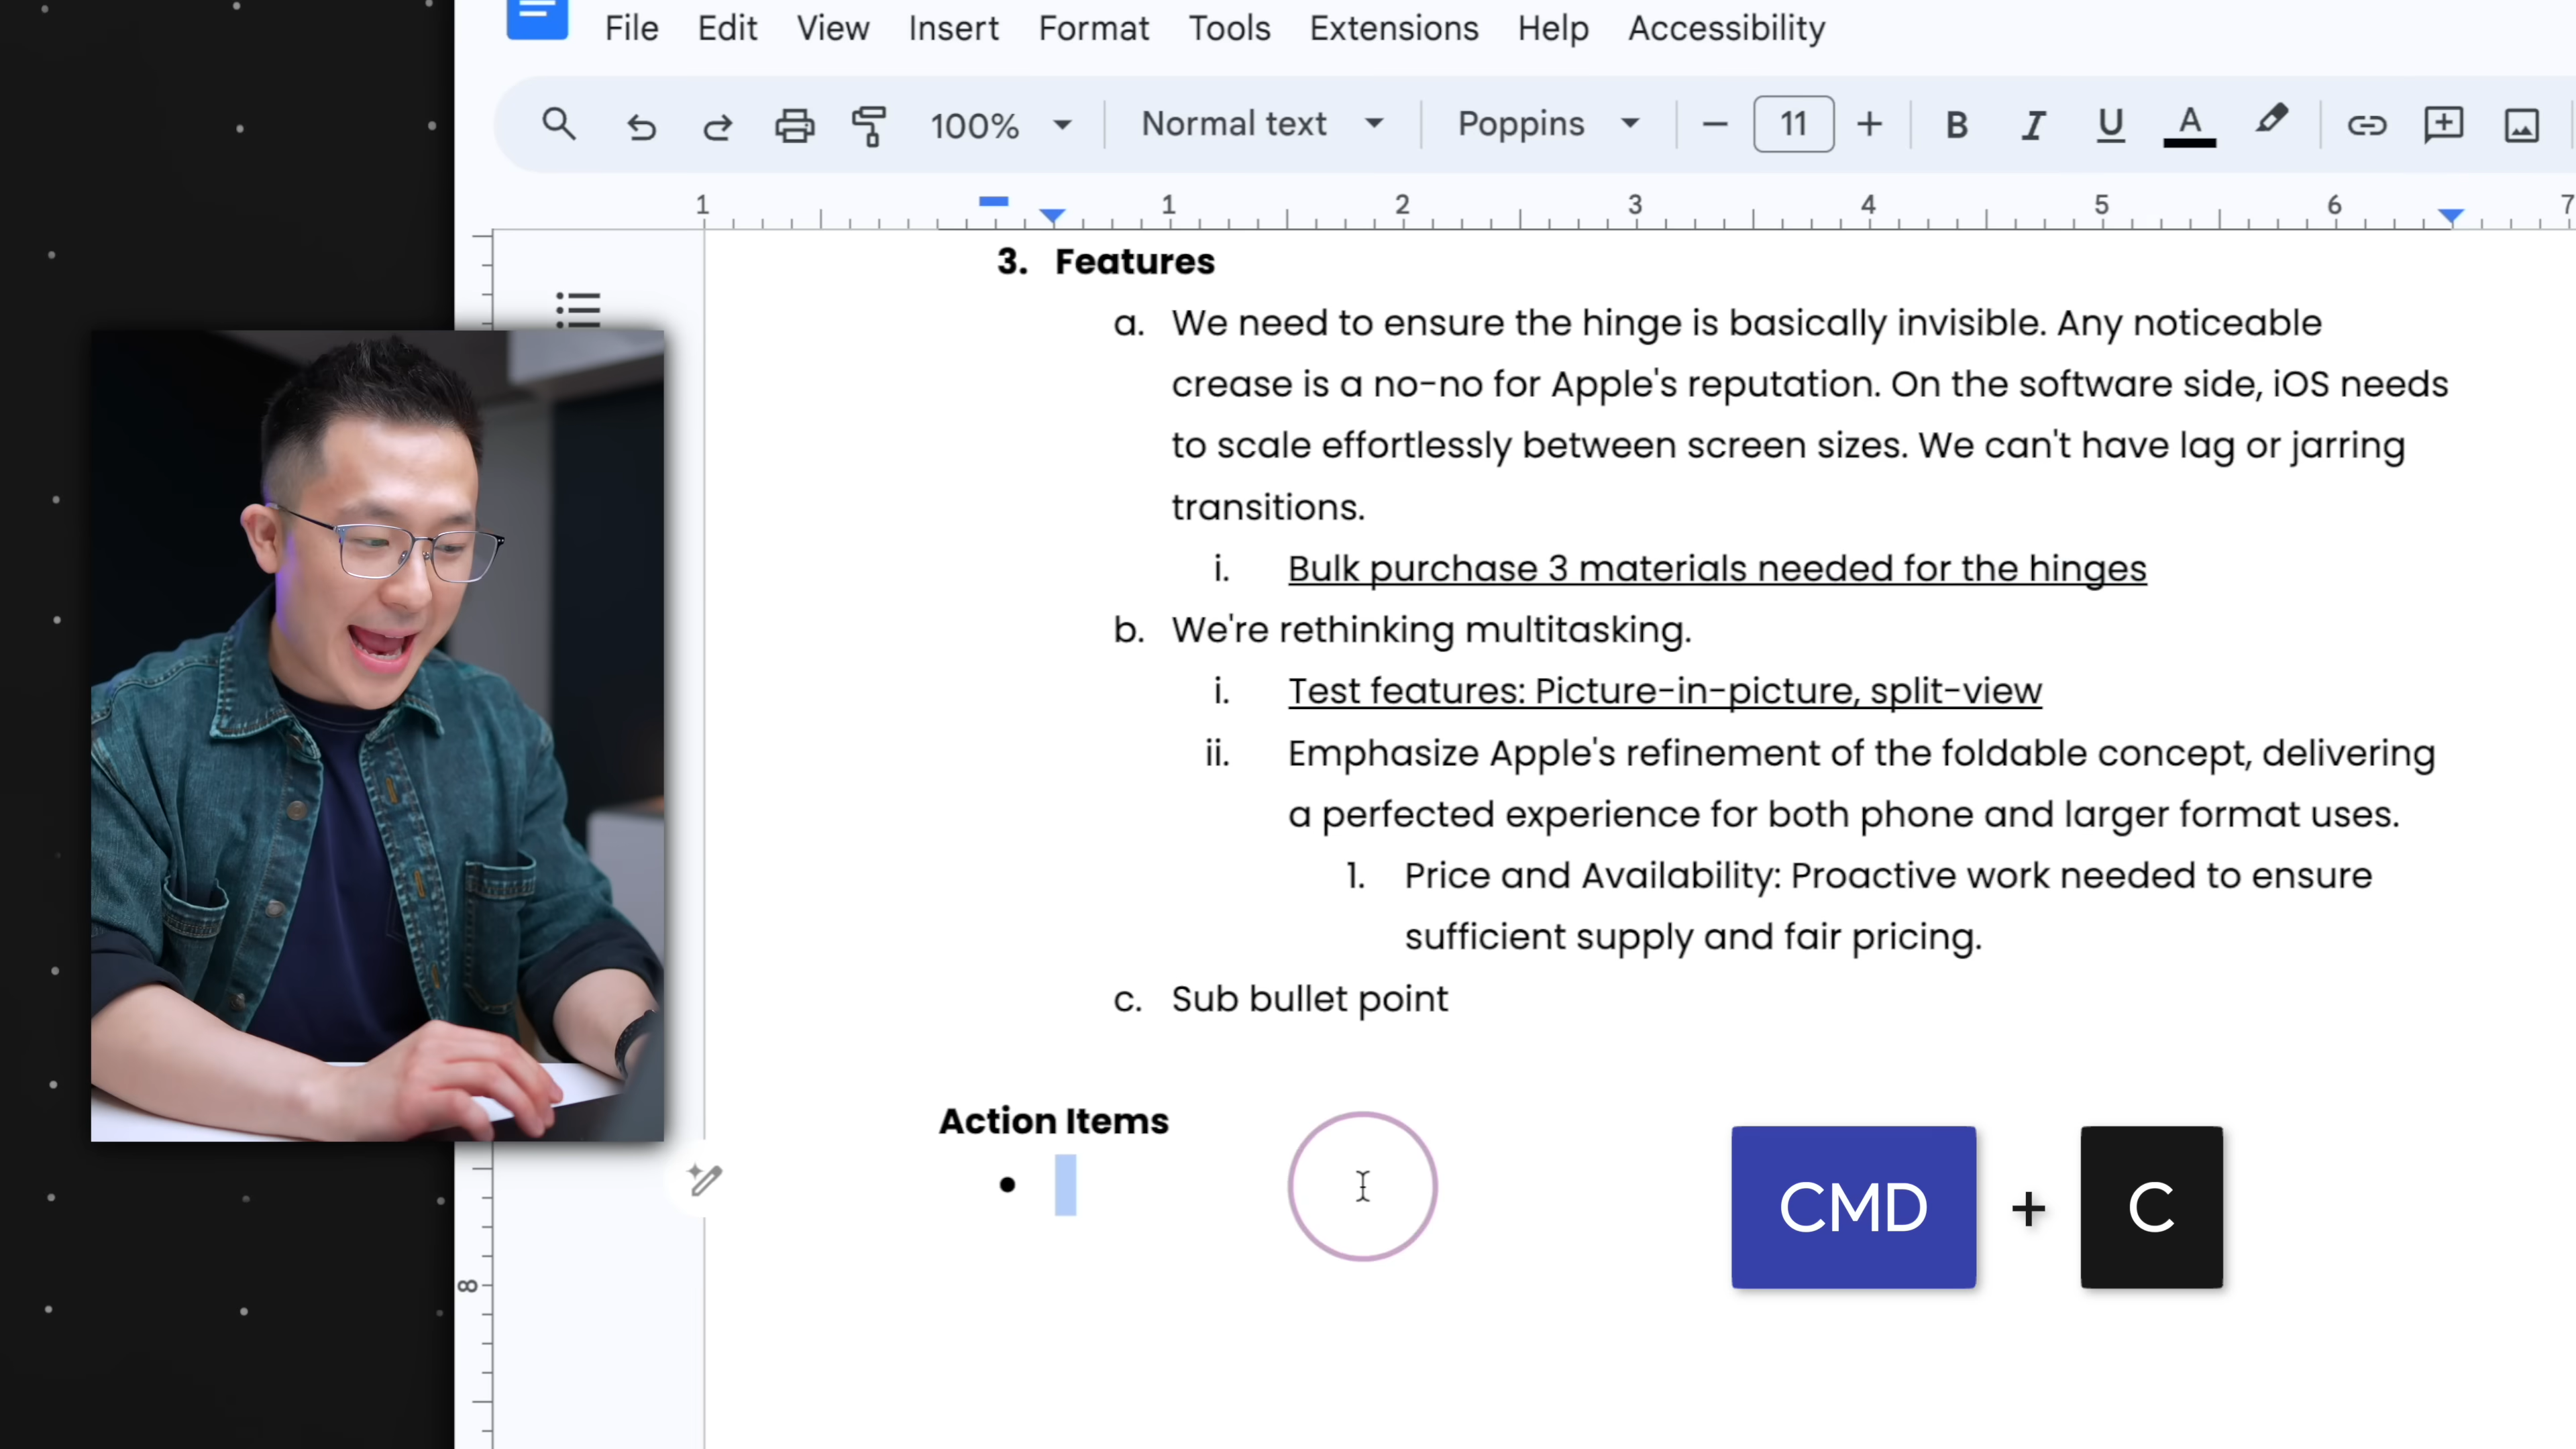 File Edit View Insert Format Tools Extensions Help Accessibility
100% Normal text Poppins 11 B I U A
1 1 2 3 4 5 6 7
3. Features
a. We need to ensure the hinge is basically invisible. Any noticeable
crease is a no-no for Apple's reputation. On the software side, iOS needs
to scale effortlessly between screen sizes. We can't have lag or jarring
transitions.
i. Bulk purchase 3 materials needed for the hinges
b. We're rethinking multitasking.
i. Test features: Picture-in-picture, split-view
ii. Emphasize Apple's refinement of the foldable concept, delivering
a perfected experience for both phone and larger format uses.
1. Price and Availability: Proactive work needed to ensure
sufficient supply and fair pricing.
c. Sub bullet point
Action Items
•
CMD + C
8